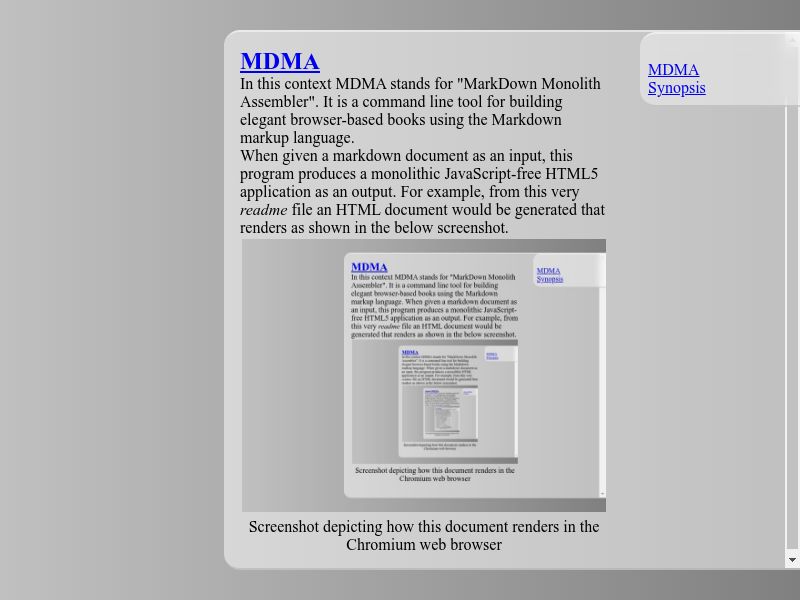 MDMA
In this context MDMA stands for "MarkDown Monolith
Assembler". It is a command line tool for building
elegant browser-based books using the Markdown
markup language.
When given a markdown document as an input, this
program produces a monolithic JavaScript-free HTML5
application as an output. For example, from this very
readme file an HTML document would be generated that
renders as shown in the below screenshot.
MDMA
In this context MDMA stands for "MarkDown Monolith
Assembler". It is a command line tool for building
elegant browser-based books using the Markdown
markup language. When given a markdown document as
an input, this program produces a monolithic JavaScript-
free HTML5 application as an output. For example, from
this very readme file an HTML document would be
generated that renders as shown in the below screenshot.
MDMA
Screenshot depicting how this document renders in the
Chromium web browser
MDMA
Synopsis
Screenshot depicting how this document renders in the
Chromium web browser
MDMA
Synopsis